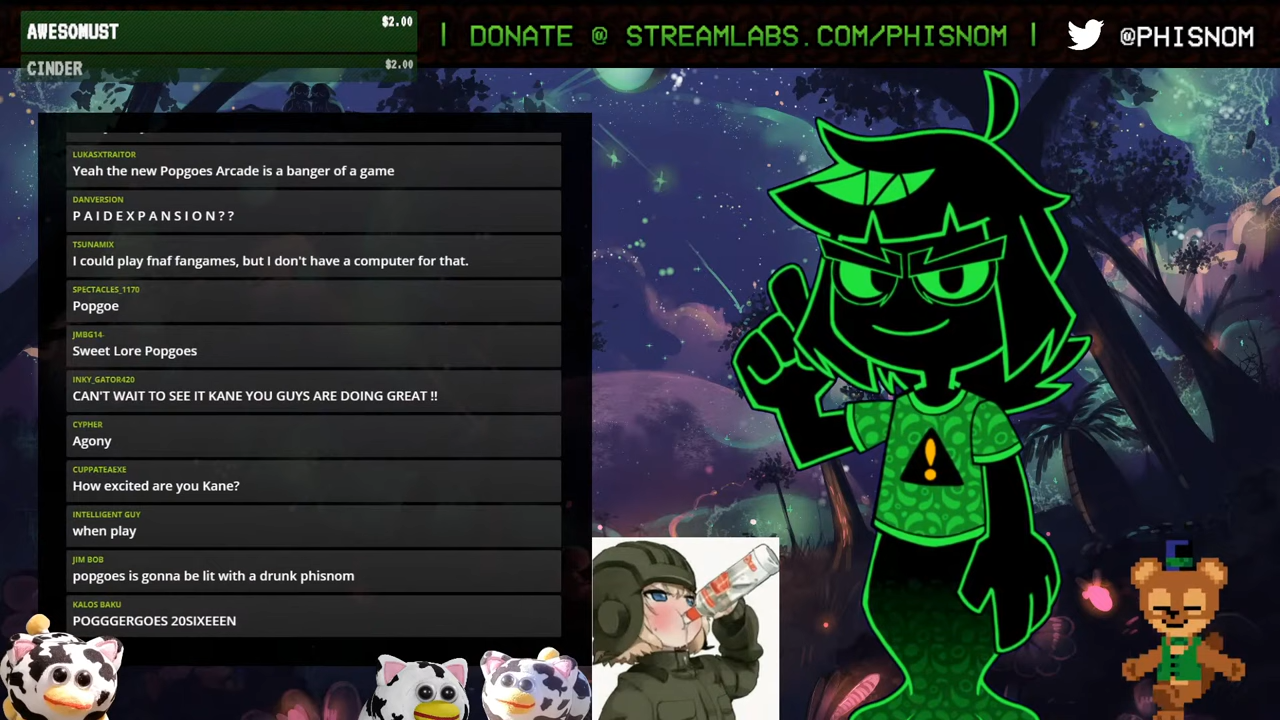 AWESOMUST $2.00
CINDER $2.00
| DONATE @ STREAMLABS.COM/PHISNOM | @PHISNOM
LUKASXTRAITOR
Yeah the new Popgoes Arcade is a banger of a game
DANVERSION
P A I D E X P A N S I O N ? ?
TSUNAMIX
I could play fnaf fangames, but I don't have a computer for that.
SPECTACLES_1170
Popgoe
JMBG14-
Sweet Lore Popgoes
INKY_GATOR420
CAN'T WAIT TO SEE IT KANE YOU GUYS ARE DOING GREAT !!
CYPHER
Agony
CUPPATEAEXE
How excited are you Kane?
INTELLIGENT GUY
when play
JIM BOB
popgoes is gonna be lit with a drunk phisnom
KALOS BAKU
POGGGERGOES 20SIXEEEN
!